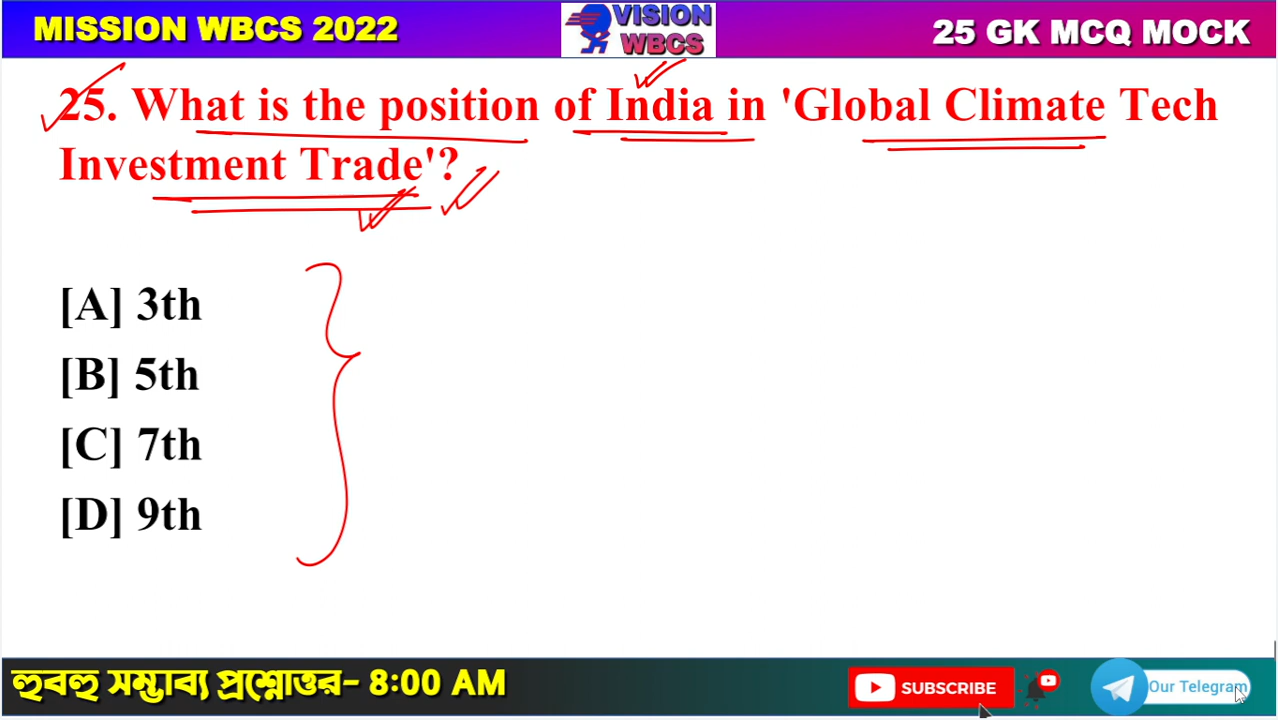 MISSION WBCS 2022
VISION
WBCS
25 GK MCQ MOCK
25. What is the position of India in 'Global Climate Tech
Investment Trade'?
[A] 3th
[B] 5th
[C] 7th
[D] 9th
হুবহু সম্ভাব্য প্রশ্নোত্তর– 8:00 AM
SUBSCRIBE
Our Telegram